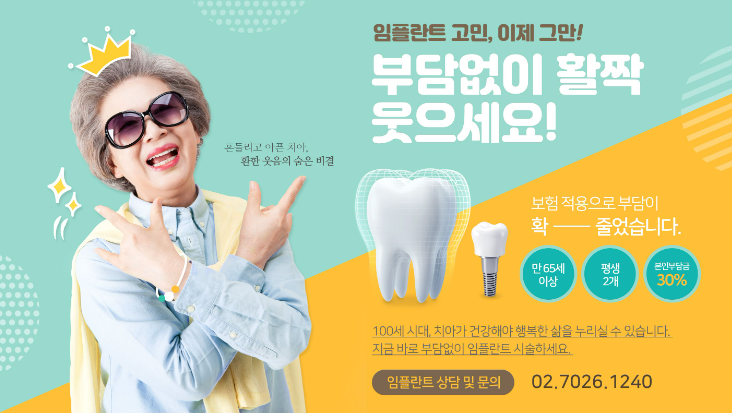 임플란트 고민, 이제 그만!
부담없이 활짝
웃으세요!
흔들리고 아픈 치아,
환한 웃음의 숨은 비결
보험 적용으로 부담이
확 — 줄었습니다.
만 65세
이상
평생
2개
본인부담금
30%
100세 시대, 치아가 건강해야 행복한 삶을 누리실 수 있습니다.
지금 바로 부담없이 임플란트 시술하세요.
임플란트 상담 및 문의
02.7026.1240